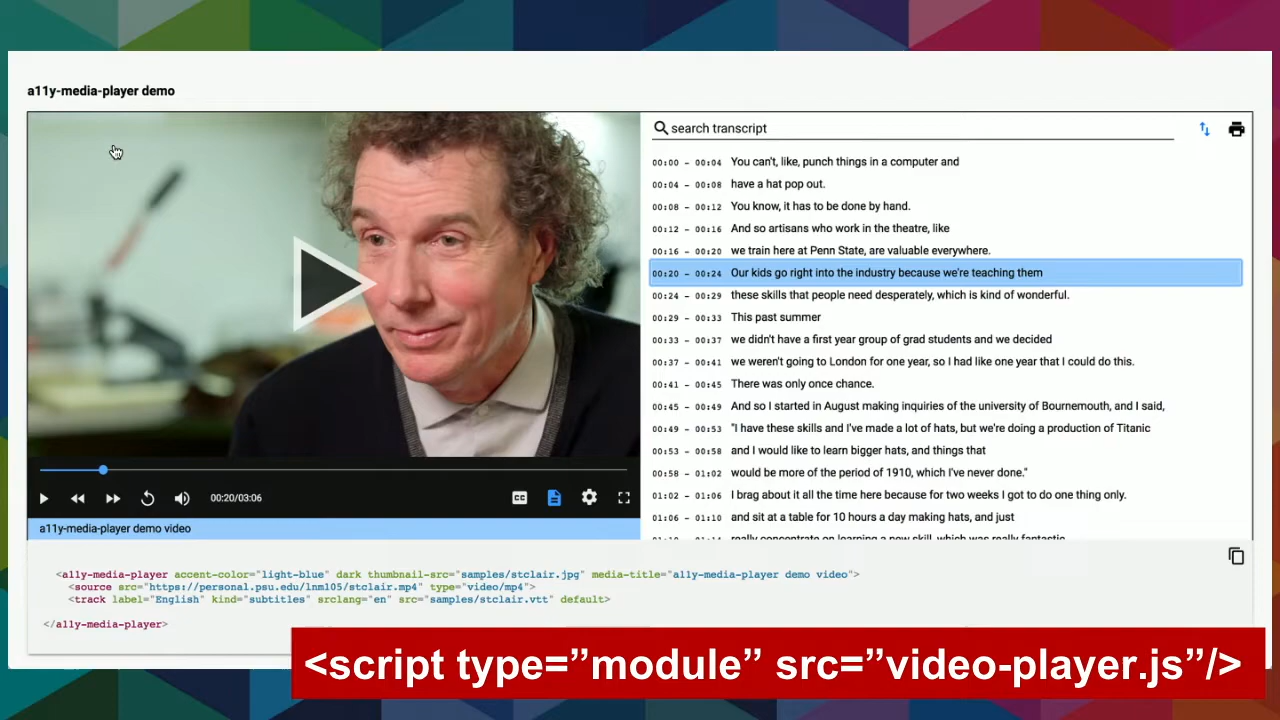 a11y-media-player demo
search transcript
00:00 - 00:04 You can't, like, punch things in a computer and
00:04 - 00:08 have a hat pop out.
00:08 - 00:12 You know, it has to be done by hand.
00:12 - 00:16 And so artisans who work in the theatre, like
00:16 - 00:20 we train here at Penn State, are valuable everywhere.
00:20 - 00:24 Our kids go right into the industry because we're teaching them
00:24 - 00:29 these skills that people need desperately, which is kind of wonderful.
00:29 - 00:33 This past summer
00:33 - 00:37 we didn't have a first year group of grad students and we decided
00:37 - 00:41 we weren't going to London for one year, so I had like one year that I could do this.
00:41 - 00:45 There was only once chance.
00:45 - 00:49 And so I started in August making inquiries of the university of Bournemouth, and I said,
00:49 - 00:53 "I have these skills and I've made a lot of hats, but we're doing a production of Titanic
00:53 - 00:58 and I would like to learn bigger hats, and things that
00:58 - 01:02 would be more of the period of 1910, which I've never done."
01:02 - 01:06 I brag about it all the time here because for two weeks I got to do one thing only.
01:06 - 01:10 and sit at a table for 10 hours a day making hats, and just
01:10 - 01:14 really concentrate on learning a new skill, which was really fantastic
00:20/03:06
CC
a11y-media-player demo video
<a11y-media-player accent-color="light-blue" dark thumbnail-src="samples/stclair.jpg" media-title="a11y-media-player demo video">
<source src="https://personal.psu.edu/lnm105/stclair.mp4" type="video/mp4">
<track label="English" kind="subtitles" srclang="en" src="samples/stclair.vtt" default>
</a11y-media-player>
<script type=”module” src=”video-player.js”/>